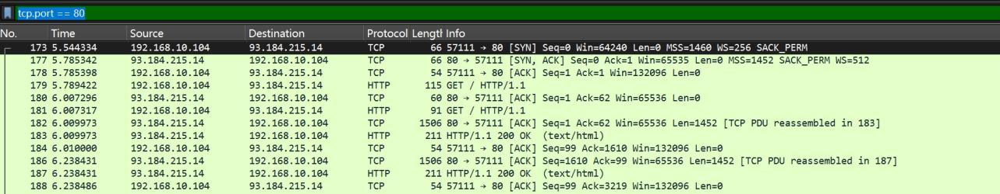 tcp.port == 80
No. Time Source Destination Protocol Length Info
173 5.544334 192.168.10.104 93.184.215.14 TCP 66 57111 → 80 [SYN] Seq=0 Win=64240 Len=0 MSS=1460 WS=256 SACK_PERM
177 5.785342 93.184.215.14 192.168.10.104 TCP 66 80 → 57111 [SYN, ACK] Seq=0 Ack=1 Win=65535 Len=0 MSS=1452 SACK_PERM WS=512
178 5.785398 192.168.10.104 93.184.215.14 TCP 54 57111 → 80 [ACK] Seq=1 Ack=1 Win=132096 Len=0
179 5.789422 192.168.10.104 93.184.215.14 HTTP 115 GET / HTTP/1.1
180 6.007296 93.184.215.14 192.168.10.104 TCP 60 80 → 57111 [ACK] Seq=1 Ack=62 Win=65536 Len=0
181 6.007317 192.168.10.104 93.184.215.14 HTTP 91 GET / HTTP/1.1
182 6.009973 93.184.215.14 192.168.10.104 TCP 1506 80 → 57111 [ACK] Seq=1 Ack=62 Win=65536 Len=1452 [TCP PDU reassembled in 183]
183 6.009973 93.184.215.14 192.168.10.104 HTTP 211 HTTP/1.1 200 OK (text/html)
184 6.010000 192.168.10.104 93.184.215.14 TCP 54 57111 → 80 [ACK] Seq=99 Ack=1610 Win=132096 Len=0
186 6.238431 93.184.215.14 192.168.10.104 TCP 1506 80 → 57111 [ACK] Seq=1610 Ack=99 Win=65536 Len=1452 [TCP PDU reassembled in 187]
187 6.238431 93.184.215.14 192.168.10.104 HTTP 211 HTTP/1.1 200 OK (text/html)
188 6.238486 192.168.10.104 93.184.215.14 TCP 54 57111 → 80 [ACK] Seq=99 Ack=3219 Win=132096 Len=0